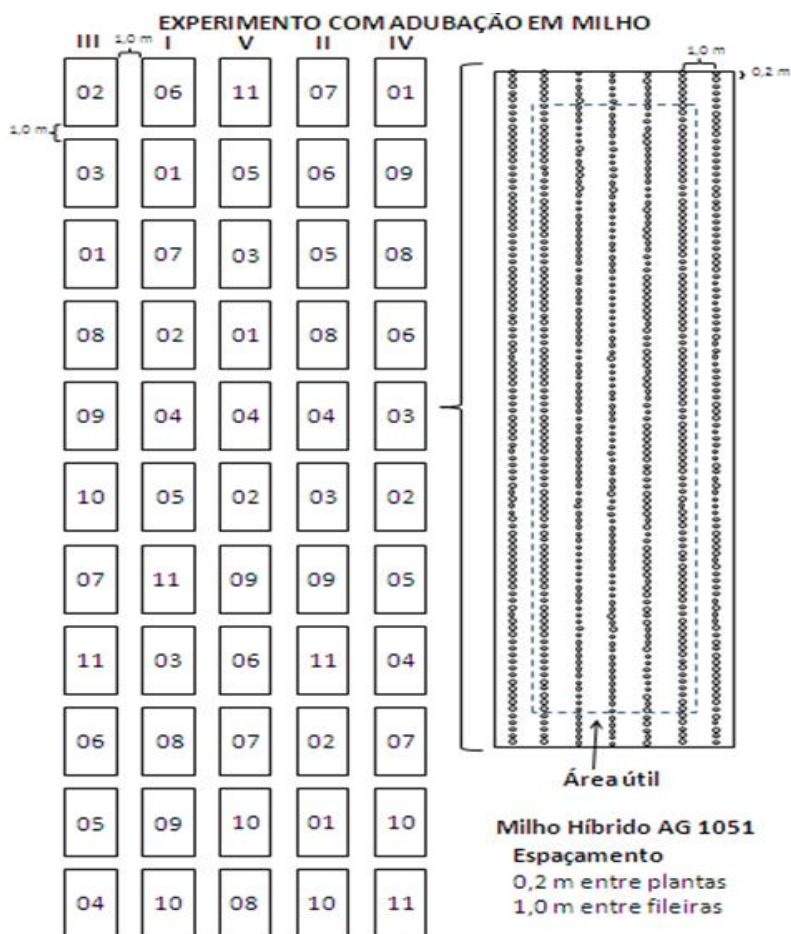 EXPERIMENTO COM ADUBAÇÃO EM MILHO
III 1,0 m I V II IV
02 06 11 07 01
1,0 m
03 01 05 06 09
01 07 03 05 08
08 02 01 08 06
09 04 04 04 03
10 05 02 03 02
07 11 09 09 05
11 03 06 11 04
06 08 07 02 07
05 09 10 01 10
04 10 08 10 11
1,0 m
0,2 m
Área útil
Milho Híbrido AG 1051
Espaçamento
0,2 m entre plantas
1,0 m entre fileiras